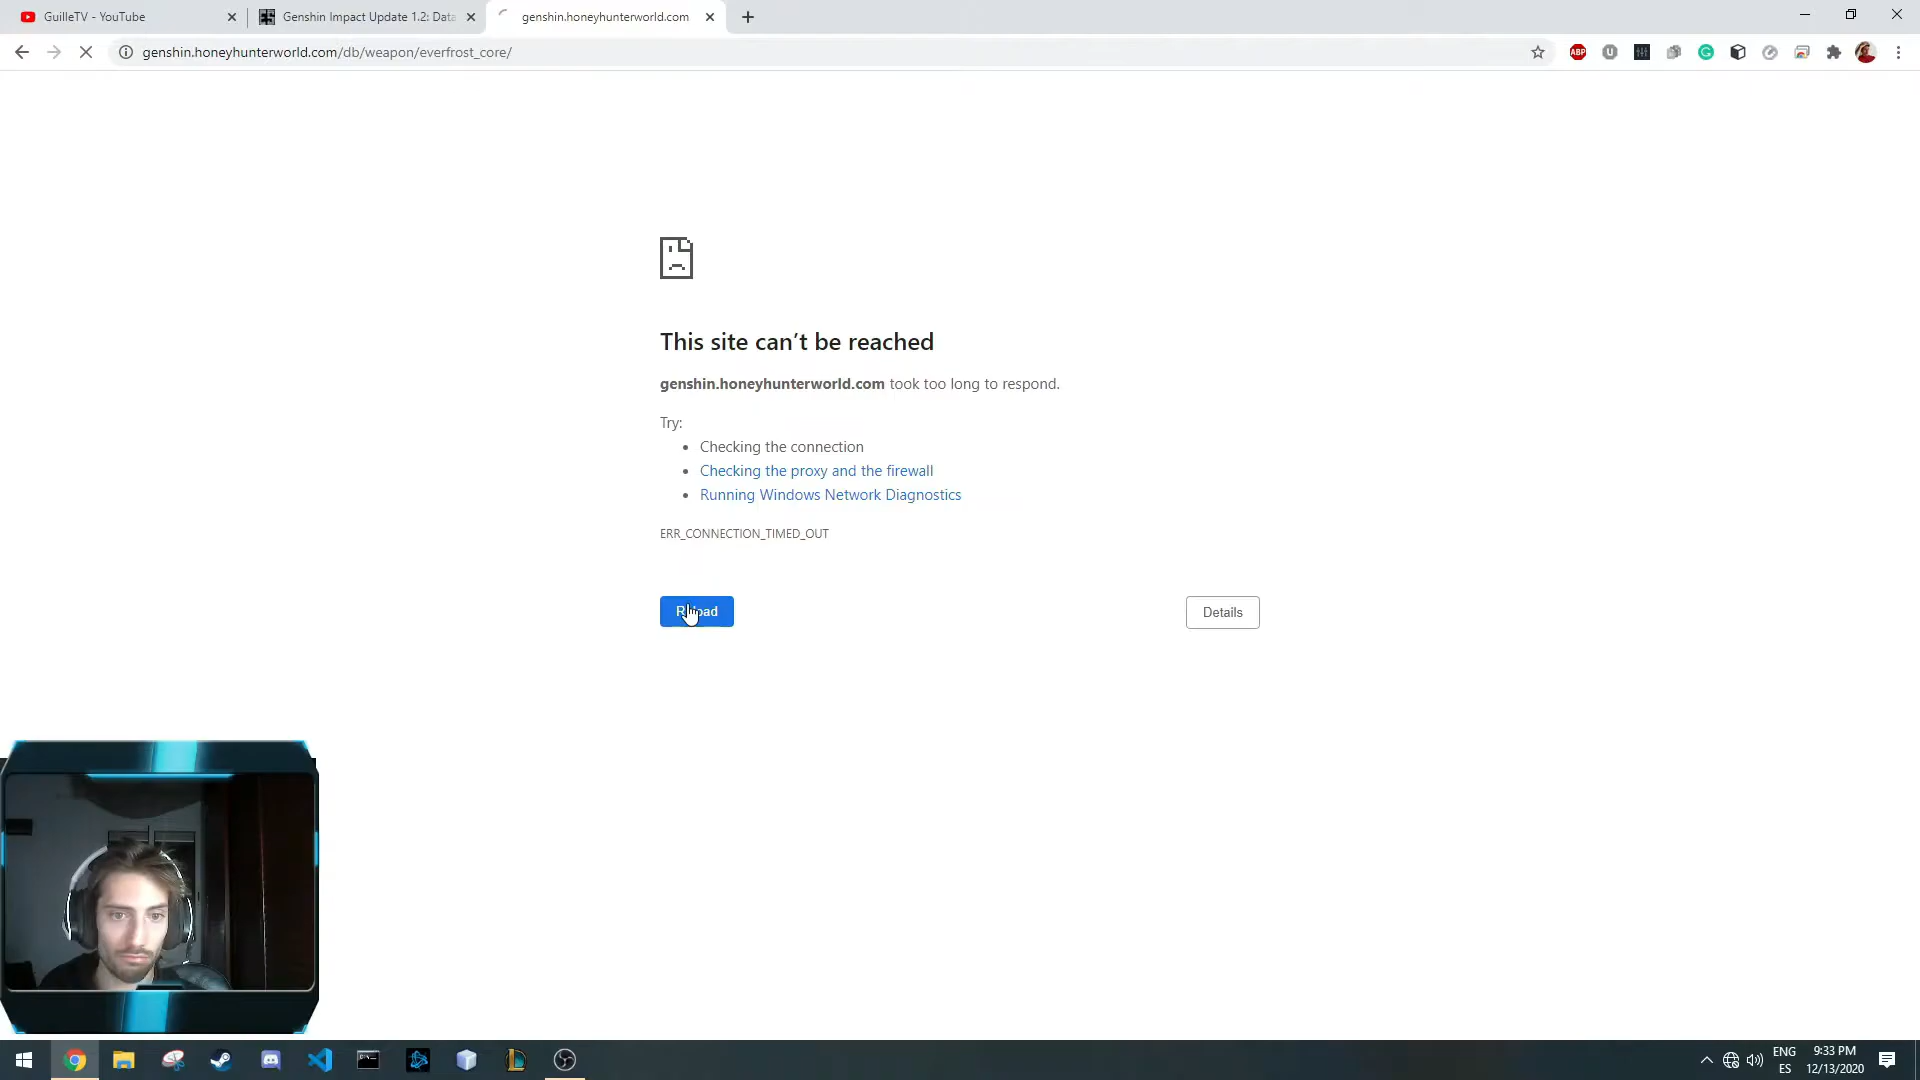 GuilleTV - YouTube
Genshin Impact Update 1.2: Data
genshin.honeyhunterworld.com
genshin.honeyhunterworld.com/db/weapon/everfrost_core/
ABP
This site can’t be reached
genshin.honeyhunterworld.com took too long to respond.
Try:
• Checking the connection
• Checking the proxy and the firewall
• Running Windows Network Diagnostics
ERR_CONNECTION_TIMED_OUT
Details
ENG
ES
9:33 PM
12/13/2020